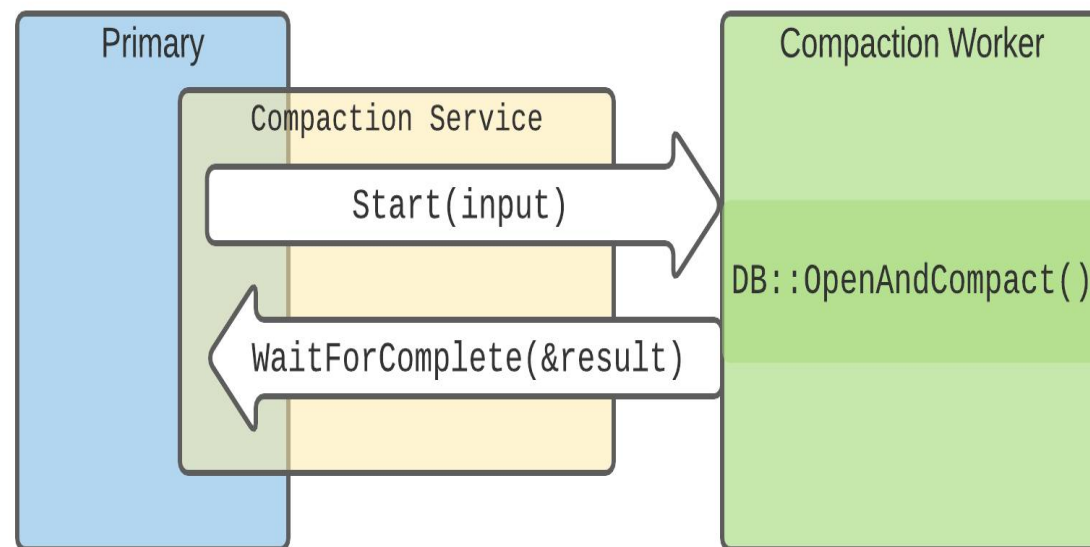 Primary
Compaction Worker
Compaction Service
Start(input)
DB::OpenAndCompact()
WaitForComplete(&result)